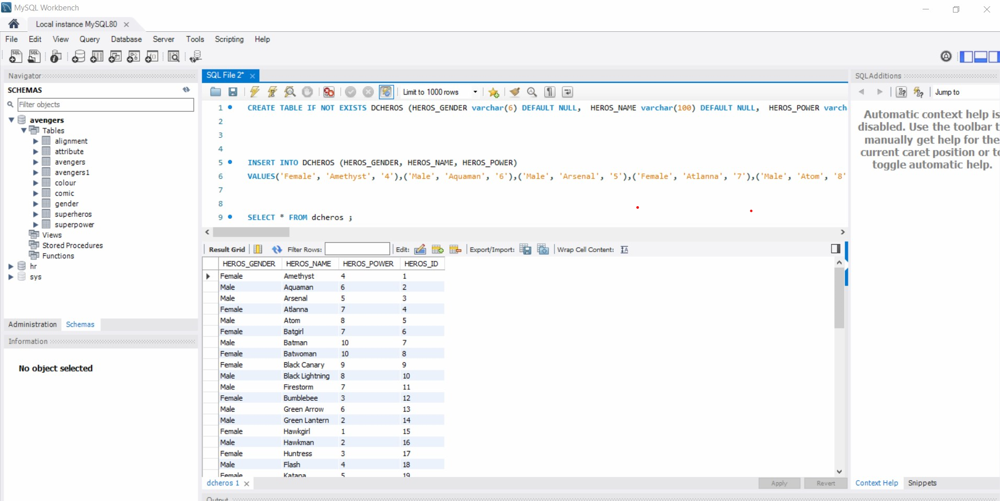 MySQL Workbench
Local instance MySQL80
File Edit View Query Database Server Tools Scripting Help
Navigator
SCHEMAS
Filter objects
avengers
Tables
alignment
attribute
avengers
avengers1
colour
comic
gender
superheros
superpower
Views
Stored Procedures
Functions
hr
sys
Administration Schemas
Information
No object selected
SQL File 2*
Limit to 1000 rows
1 CREATE TABLE IF NOT EXISTS DCHEROS (HEROS_GENDER varchar(6) DEFAULT NULL, HEROS_NAME varchar(100) DEFAULT NULL, HEROS_POWER varch
2
3
4
5 INSERT INTO DCHEROS (HEROS_GENDER, HEROS_NAME, HEROS_POWER)
6 VALUES('Female', 'Amethyst', '4'),('Male', 'Aquaman', '6'),('Male', 'Arsenal', '5'),('Female', 'Atlanna', '7'),('Male', 'Atom', '8'
7
8
9 SELECT * FROM dcheros ;
Result Grid Filter Rows: Edit: Export/Import: Wrap Cell Content:
HEROS_GENDER HEROS_NAME HEROS_POWER HEROS_ID
Female Amethyst 4 1
Male Aquaman 6 2
Male Arsenal 5 3
Female Atlanna 7 4
Male Atom 8 5
Female Batgirl 7 6
Male Batman 10 7
Female Batwoman 10 8
Female Black Canary 9 9
Male Black Lightning 8 10
Male Firestorm 7 11
Female Bumblebee 3 12
Male Green Arrow 6 13
Male Green Lantern 2 14
Female Hawkgirl 1 15
Male Hawkman 2 16
Female Huntress 3 17
Male Flash 4 18
Female Katana 5 19
dcheros 1
Apply Revert
Output
SQLAdditions
Jump to
Automatic context help is
disabled. Use the toolbar t
manually get help for the
current caret position or to
toggle automatic help.
Context Help Snippets